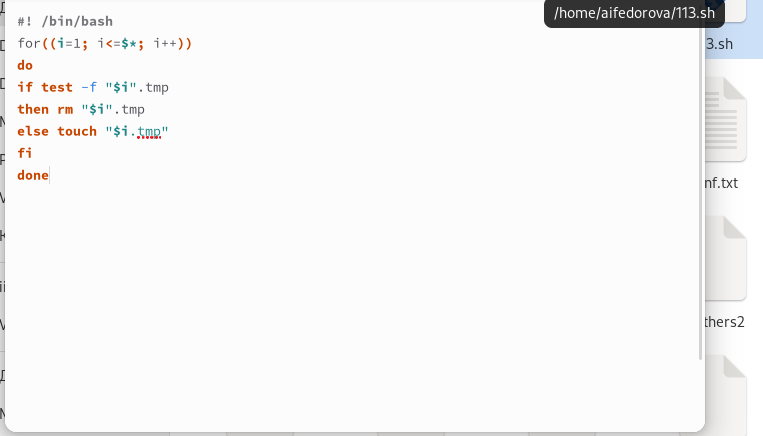 #! /bin/bash
for((i=1; i<=$*; i++))
do
if test -f "$i".tmp
then rm "$i".tmp
else touch "$i.tmp"
fi
done
/home/aifedorova/113.sh
3.sh
nf.txt
thers2